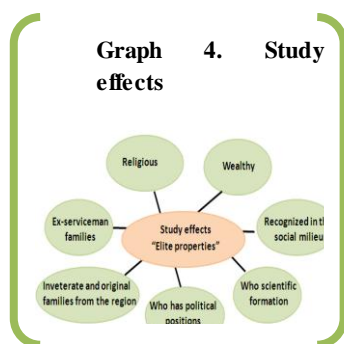 Graph 4. Study
effects
Religious
Wealthy
Ex-serviceman
families
Study effects
"Elite properties"
Recognized in th
social milieu
Inveterate and original
families from the region
Who has political
positions
Who scientific
formation